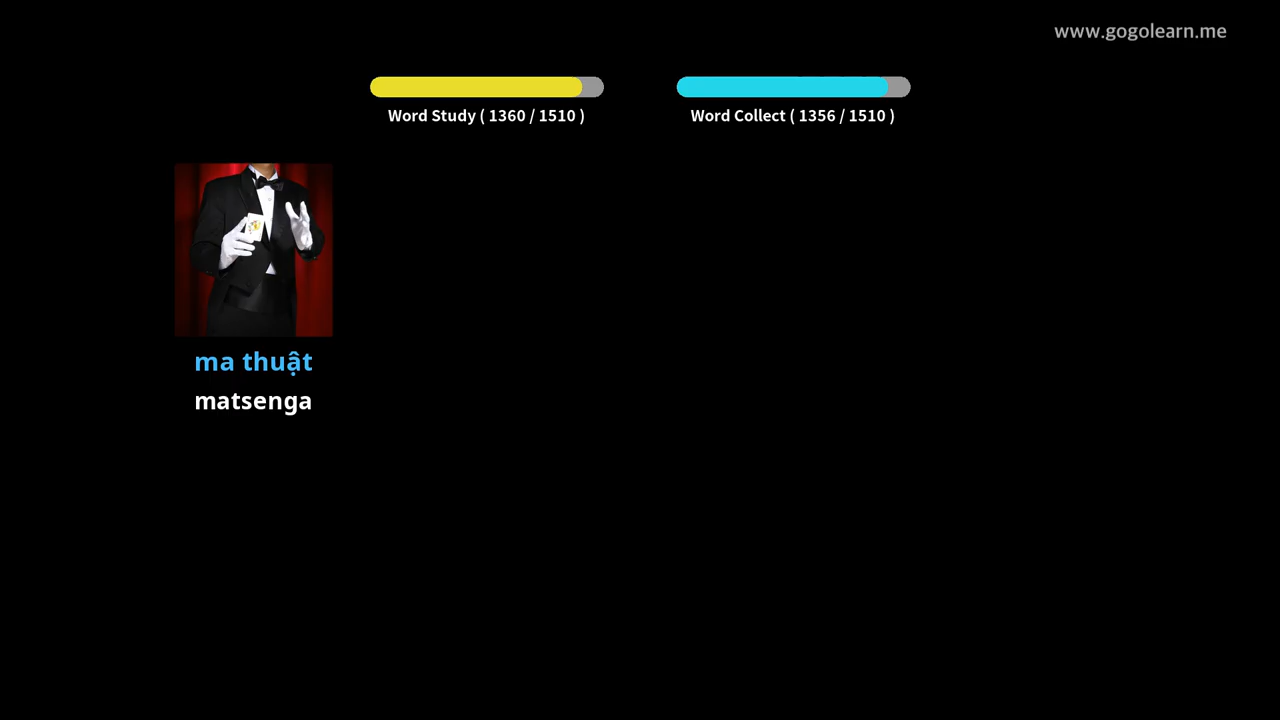 www.gogolearn.me
Word Study ( 1360 / 1510 )
Word Collect ( 1356 / 1510 )
ma thuật
matsenga